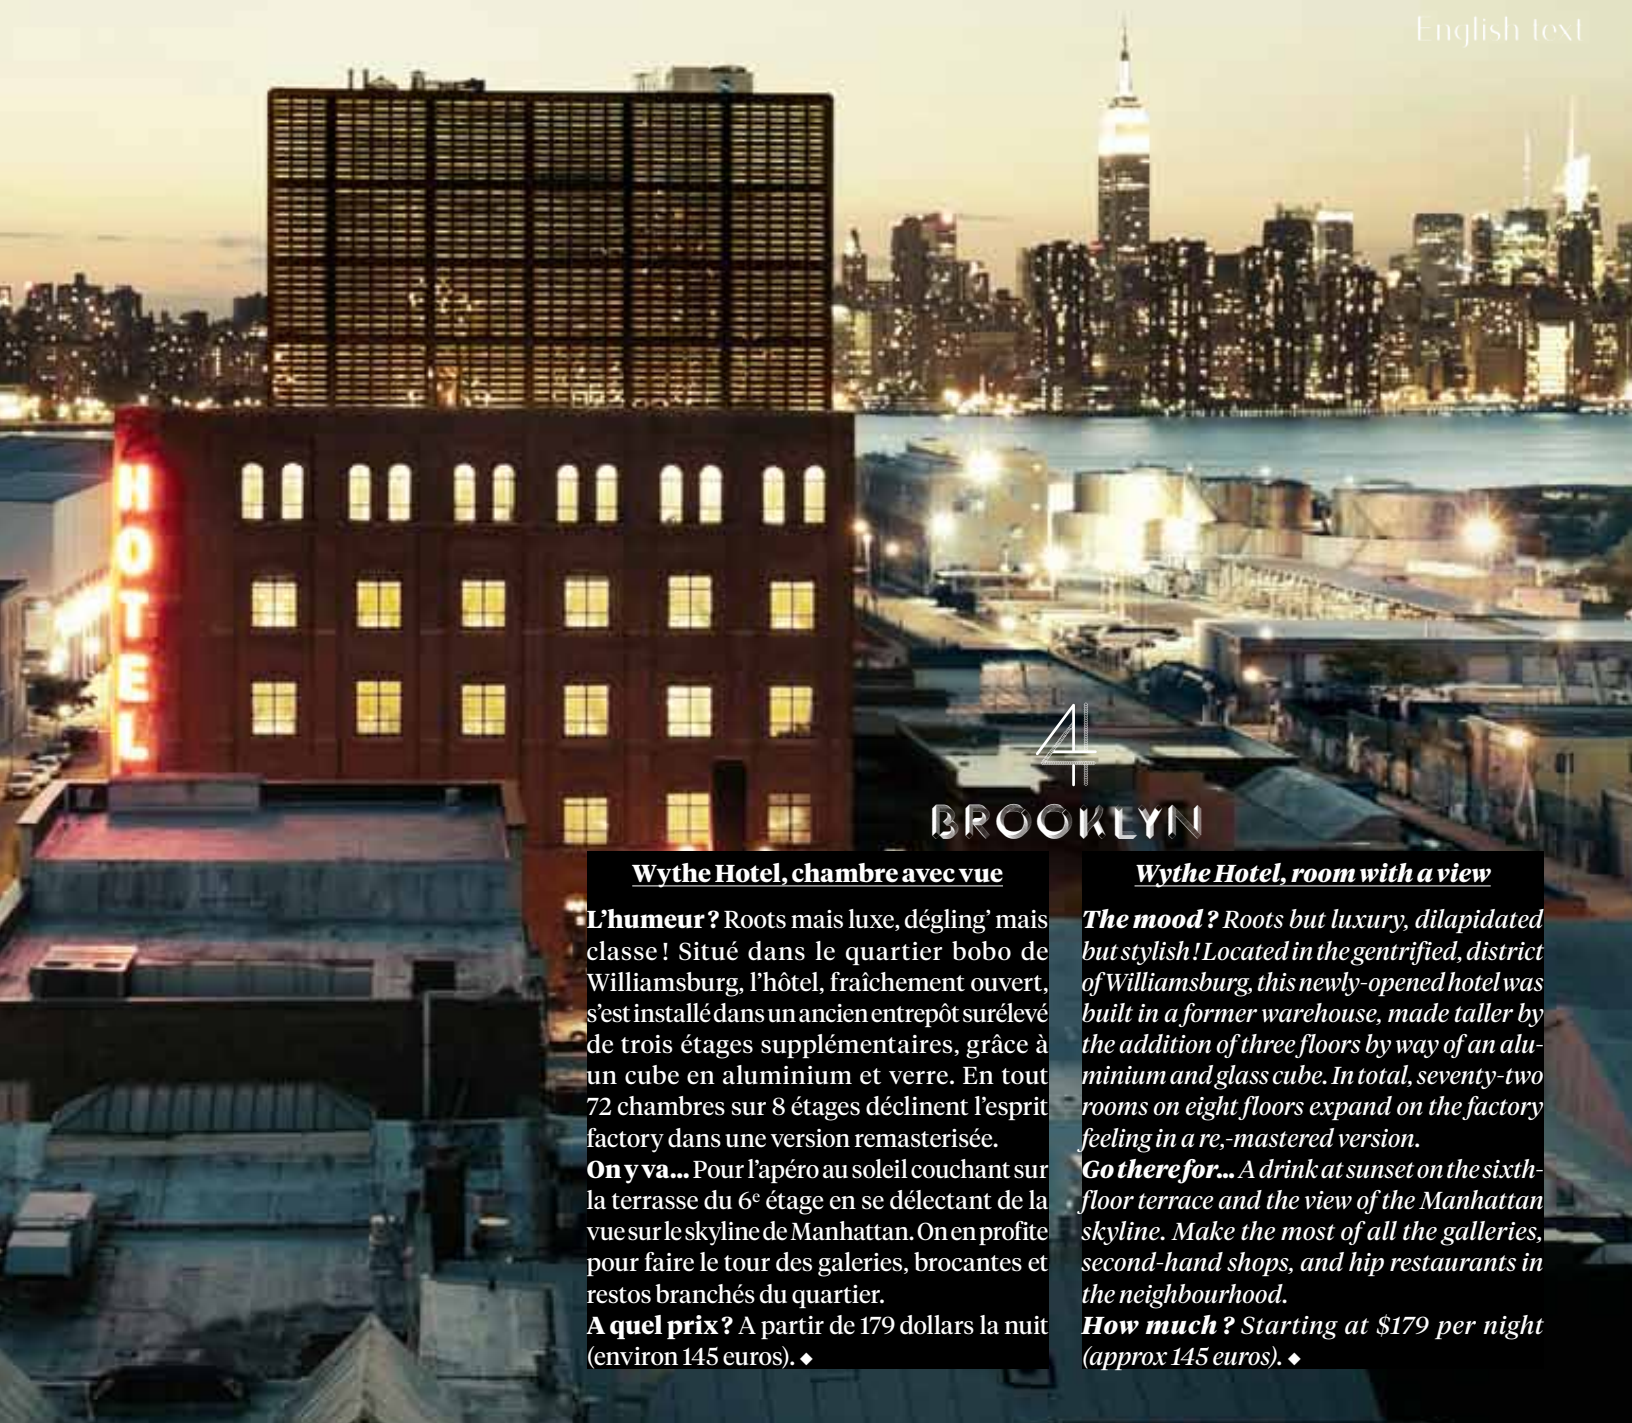 English text
HOTEL
4
BROOKLYN
Wythe Hotel, chambre avec vue
L’humeur ? Roots mais luxe, dégling’ mais
classe ! Situé dans le quartier bobo de
Williamsburg, l’hôtel, fraîchement ouvert,
s’est installé dans un ancien entrepôt surélevé
de trois étages supplémentaires, grâce à
un cube en aluminium et verre. En tout
72 chambres sur 8 étages déclinent l’esprit
factory dans une version remasterisée.
On y va... Pour l’apéro au soleil couchant sur
la terrasse du 6e étage en se délectant de la
vue sur le skyline de Manhattan. On en profite
pour faire le tour des galeries, brocantes et
restos branchés du quartier.
A quel prix ? A partir de 179 dollars la nuit
(environ 145 euros). ◆
Wythe Hotel, room with a view
The mood ? Roots but luxury, dilapidated
but stylish ! Located in the gentrified, district
of Williamsburg, this newly-opened hotel was
built in a former warehouse, made taller by
the addition of three floors by way of an alu-
minium and glass cube. In total, seventy-two
rooms on eight floors expand on the factory
feeling in a re,-mastered version.
Go there for... A drink at sunset on the sixth-
floor terrace and the view of the Manhattan
skyline. Make the most of all the galleries,
second-hand shops, and hip restaurants in
the neighbourhood.
How much ? Starting at $179 per night
(approx 145 euros). ◆